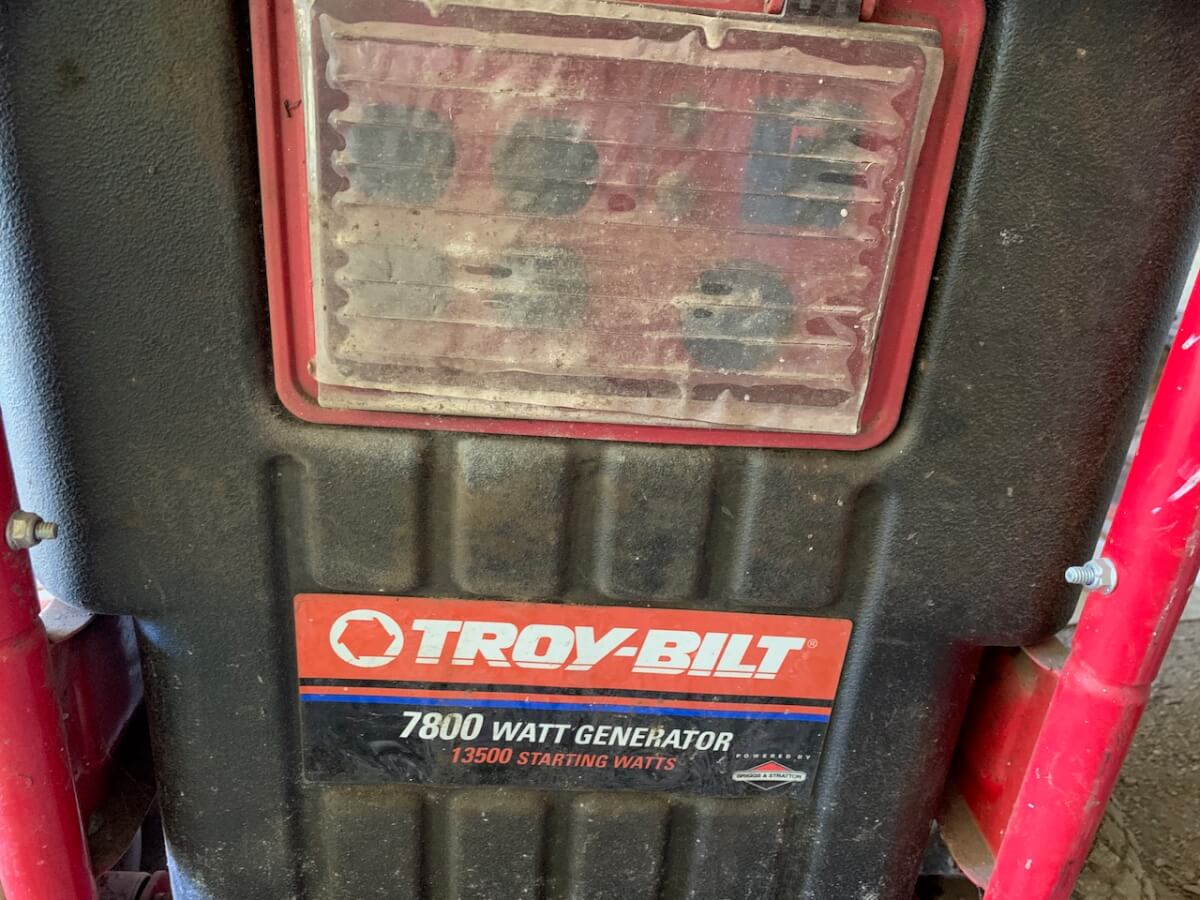 TROY-BILT®
7800 WATT GENERATOR
13500 STARTING WATTS
POWERED BY
BRIGGS & STRATTON